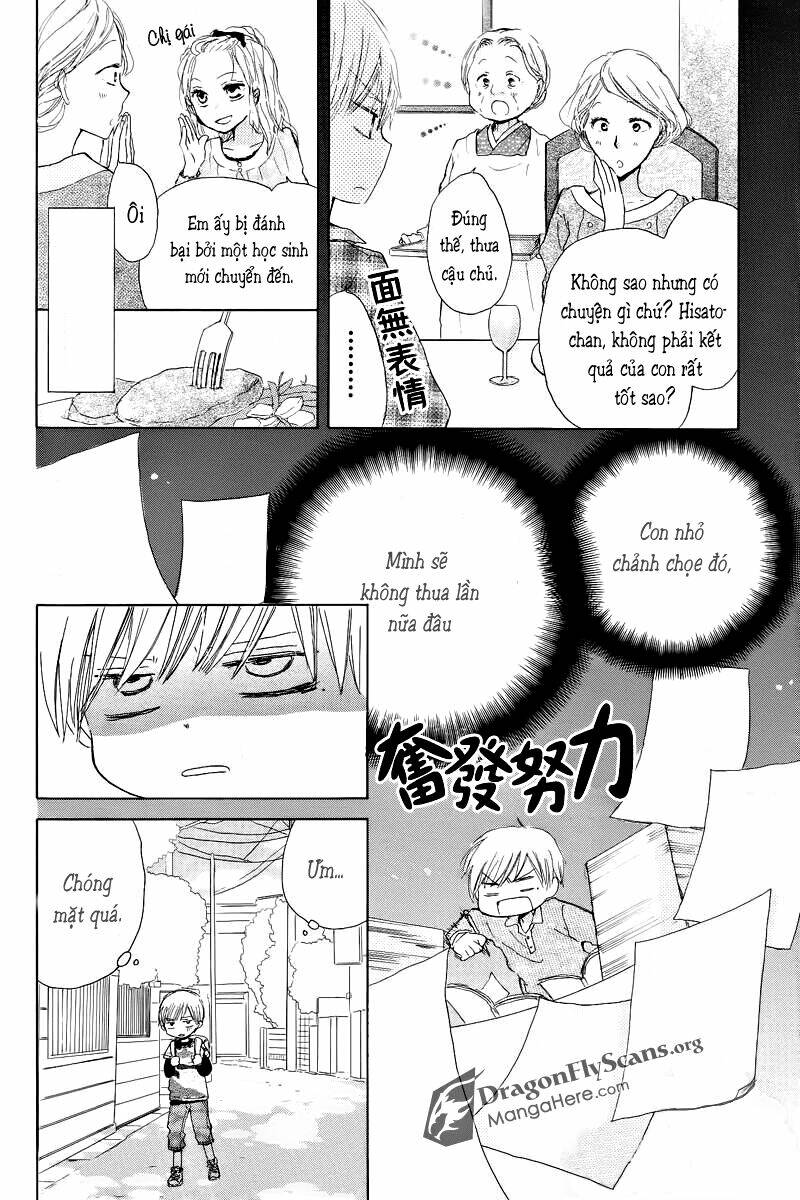 Không sao nhưng có
chuyện gì chứ? Hisato-
chan, không phải kết
quả của con rất
tốt sao?
Đúng
thế, thưa
cậu chủ.
面無表情
Chị gái
Em ấy bị đánh
bại bởi một học sinh
mới chuyển đến.
Ôi
Con nhỏ
chảnh chọe đó,
Mình sẽ
không thua lần
nữa đâu
奮發努力
Ưm...
Chóng
mặt quá.
DragonFlyScans.org
MangaHere.com